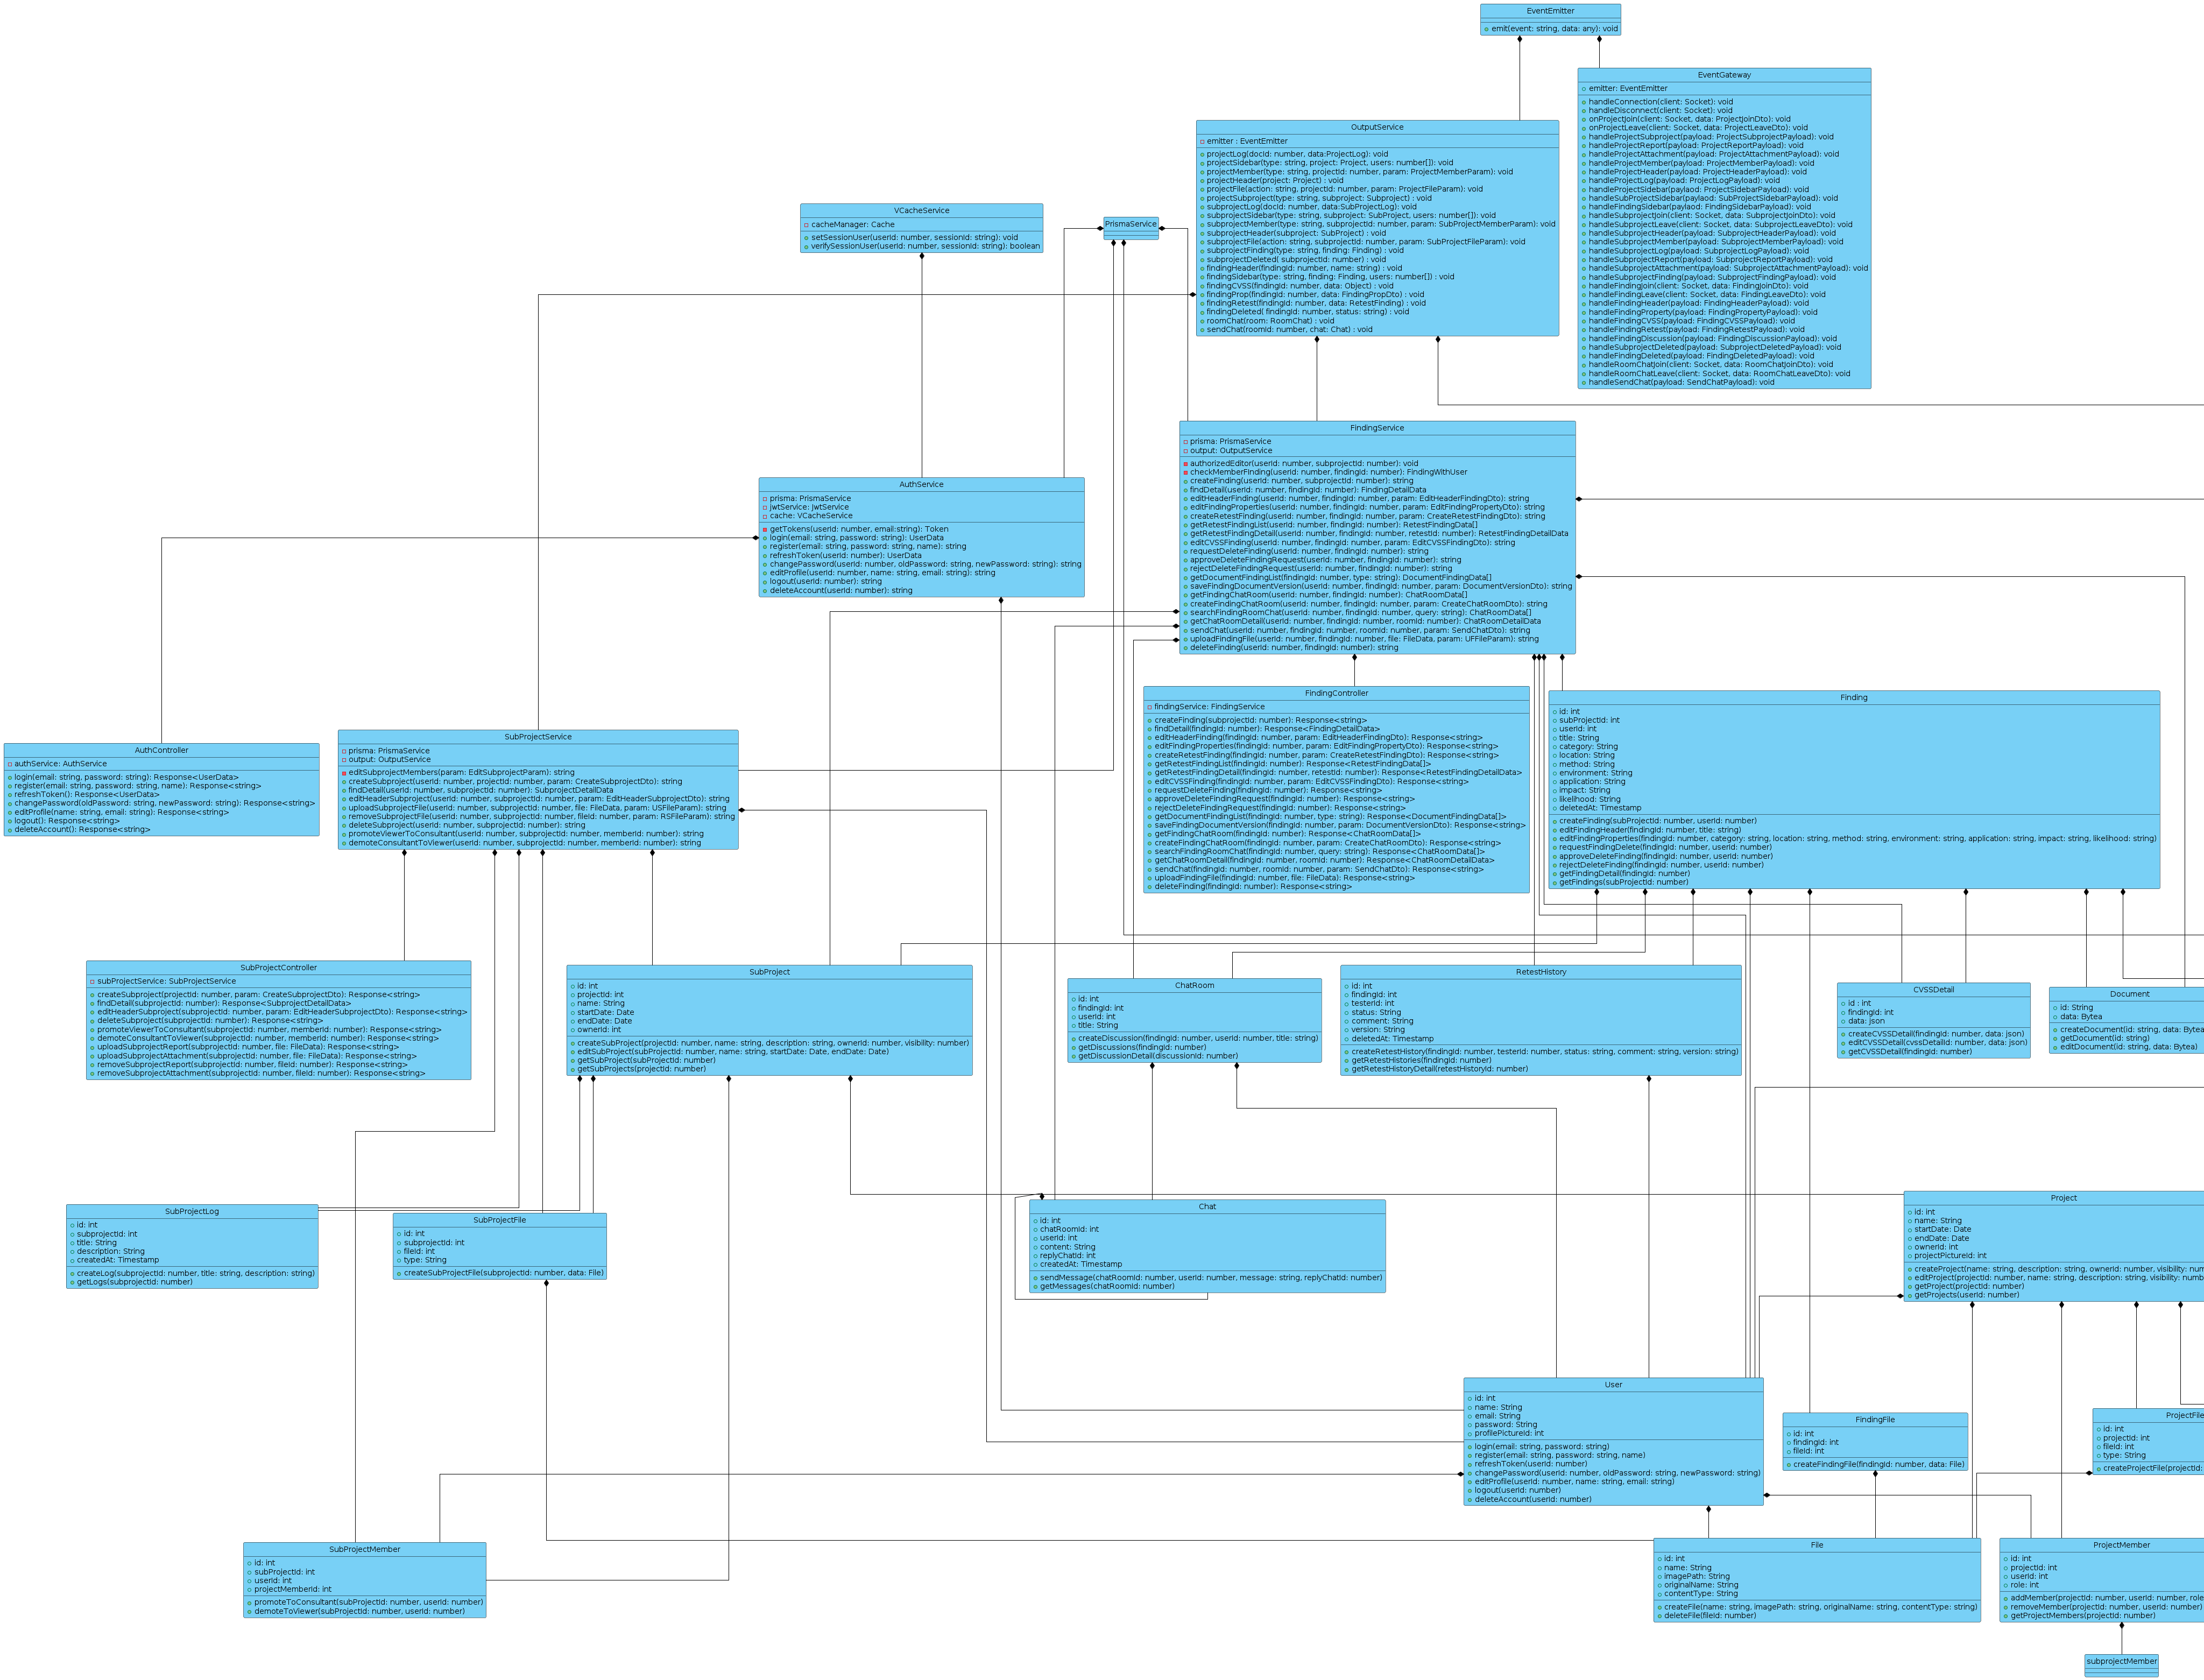 EventEmitter
emit(event: string, data: any): void
EventGateway
emitter: EventEmitter
handleConnection(client: Socket): void
handleDisconnect(client: Socket): void
onProjectJoin(client: Socket, data: ProjectJoinDto): void
onProjectLeave(client: Socket, data: ProjectLeaveDto): void
handleProjectSubproject(payload: ProjectSubprojectPayload): void
handleProjectReport(payload: ProjectReportPayload): void
handleProjectAttachment(payload: ProjectAttachmentPayload): void
handleProjectMember(payload: ProjectMemberPayload): void
handleProjectHeader(payload: ProjectHeaderPayload): void
handleProjectLog(payload: ProjectLogPayload): void
handleProjectSidebar(paylaod: ProjectSidebarPayload): void
handleSubProjectSidebar(paylaod: SubProjectSidebarPayload): void
handleFindingSidebar(paylaod: FindingSidebarPayload): void
handleSubprojectJoin(client: Socket, data: SubprojectJoinDto): void
handleSubprojectLeave(client: Socket, data: SubprojectLeaveDto): void
handleSubprojectHeader(payload: SubprojectHeaderPayload): void
handleSubprojectMember(payload: SubprojectMemberPayload): void
handleSubprojectLog(payload: SubprojectLogPayload): void
handleSubprojectReport(payload: SubprojectReportPayload): void
handleSubprojectAttachment(payload: SubprojectAttachmentPayload): void
handleSubprojectFinding(payload: SubprojectFindingPayload): void
handleFindingJoin(client: Socket, data: FindingJoinDto): void
handleFindingLeave(client: Socket, data: FindingLeaveDto): void
handleFindingHeader(payload: FindingHeaderPayload): void
handleFindingProperty(payload: FindingPropertyPayload): void
handleFindingCVSS(payload: FindingCVSSPayload): void
handleFindingRetest(payload: FindingRetestPayload): void
handleFindingDiscussion(payload: FindingDiscussionPayload): void
handleSubprojectDeleted(payload: SubprojectDeletedPayload): void
handleFindingDeleted(payload: FindingDeletedPayload): void
handleRoomChatJoin(client: Socket, data: RoomChatJoinDto): void
handleRoomChatLeave(client: Socket, data: RoomChatLeaveDto): void
handleSendChat(payload: SendChatPayload): void
OutputService
emitter : EventEmitter
projectLog(docId: number, data:ProjectLog): void
projectSidebar(type: string, project: Project, users: number[]): void
projectMember(type: string, projectId: number, param: ProjectMemberParam): void
projectHeader(project: Project) : void
projectFile(action: string, projectId: number, param: ProjectFileParam): void
projectSubproject(type: string, subproject: Subproject) : void
subprojectLog(docId: number, data:SubProjectLog): void
subprojectSidebar(type: string, subproject: SubProject, users: number[]): void
subprojectMember(type: string, subprojectId: number, param: SubProjectMemberParam): void
subprojectHeader(subproject: SubProject) : void
subprojectFile(action: string, subprojectId: number, param: SubProjectFileParam): void
subprojectFinding(type: string, finding: Finding) : void
subprojectDeleted( subprojectId: number) : void
findingHeader(findingId: number, name: string) : void
findingSidebar(type: string, finding: Finding, users: number[]) : void
findingCVSS(findingId: number, data: Object) : void
findingProp(findingId: number, data: FindingPropDto) : void
findingRetest(findingId: number, data: RetestFinding) : void
findingDeleted( findingId: number, status: string) : void
roomChat(room: RoomChat) : void
sendChat(roomId: number, chat: Chat) : void
VCacheService
cacheManager: Cache
setSessionUser(userId: number, sessionId: string): void
verifySessionUser(userId: number, sessionId: string): boolean
PrismaService
FindingService
prisma: PrismaService
output: OutputService
authorizedEditor(userId: number, subprojectId: number): void
checkMemberFInding(userId: number, findingId: number): FindingWithUser
createFinding(userId: number, subprojectId: number): string
findDetail(userId: number, findingId: number): FindingDetailData
editHeaderFinding(userId: number, findingId: number, param: EditHeaderFindingDto): string
editFindingProperties(userId: number, findingId: number, param: EditFindingPropertyDto): string
createRetestFinding(userId: number, findingId: number, param: CreateRetestFindingDto): string
getRetestFindingList(userId: number, findingId: number): RetestFindingData[]
getRetestFindingDetail(userId: number, findingId: number, retestId: number): RetestFindingDetailData
editCVSSFinding(userId: number, findingId: number, param: EditCVSSFindingDto): string
requestDeleteFinding(userId: number, findingId: number): string
approveDeleteFindingRequest(userId: number, findingId: number): string
rejectDeleteFindingRequest(userId: number, findingId: number): string
getDocumentFindingList(findingId: number, type: string): DocumentFindingData[]
saveFindingDocumentVersion(userId: number, findingId: number, param: DocumentVersionDto): string
getFindingChatRoom(userId: number, findingId: number): ChatRoomData[]
createFindingChatRoom(userId: number, findingId: number, param: CreateChatRoomDto): string
searchFindingRoomChat(userId: number, findingId: number, query: string): ChatRoomData[]
getChatRoomDetail(userId: number, findingId: number, roomId: number): ChatRoomDetailData
sendChat(userId: number, findingId: number, roomId: number, param: SendChatDto): string
uploadFindingFile(userId: number, findingId: number, file: FileData, param: UFFileParam): string
deleteFinding(userId: number, findingId: number): string
AuthService
prisma: PrismaService
jwtService: JwtService
cache: VCacheService
getTokens(userId: number, email:string): Token
login(email: string, password: string): UserData
register(email: string, password: string, name): string
refreshToken(userId: number): UserData
changePassword(userId: number, oldPassword: string, newPassword: string): string
editProfile(userId: number, name: string, email: string): string
logout(userId: number): string
deleteAccount(userId: number): string
FindingController
findingService: FindingService
createFinding(subprojectId: number): Response<string>
findDetail(findingId: number): Response<FindingDetailData>
editHeaderFinding(findingId: number, param: EditHeaderFindingDto): Response<string>
editFindingProperties(findingId: number, param: EditFindingPropertyDto): Response<string>
createRetestFinding(findingId: number, param: CreateRetestFindingDto): Response<string>
getRetestFindingList(findingId: number): Response<RetestFindingData[]>
getRetestFindingDetail(findingId: number, retestId: number): Response<RetestFindingDetailData>
editCVSSFinding(findingId: number, param: EditCVSSFindingDto): Response<string>
requestDeleteFinding(findingId: number): Response<string>
approveDeleteFindingRequest(findingId: number): Response<string>
rejectDeleteFindingRequest(findingId: number): Response<string>
getDocumentFindingList(findingId: number, type: string): Response<DocumentFindingData[]>
saveFindingDocumentVersion(findingId: number, param: DocumentVersionDto): Response<string>
getFindingChatRoom(findingId: number): Response<ChatRoomData[]>
createFindingChatRoom(findingId: number, param: CreateChatRoomDto): Response<string>
searchFindingRoomChat(findingId: number, query: string): Response<ChatRoomData[]>
getChatRoomDetail(findingId: number, roomId: number): Response<ChatRoomDetailData>
sendChat(findingId: number, roomId: number, param: SendChatDto): Response<string>
uploadFindingFile(findingId: number, file: FileData): Response<string>
deleteFinding(findingId: number): Response<string>
Finding
id: int
subProjectId: int
userId: int
title: String
category: String
location: String
method: String
environment: String
application: String
impact: String
likelihood: String
deletedAt: Timestamp
createFinding(subProjectId: number, userId: number)
editFindingHeader(findingId: number, title: string)
editFindingProperties(findingId: number, category: string, location: string, method: string, environment: string, application: string, impact: string, likelihood: string)
requestFindingDelete(findingId: number, userId: number)
approveDeleteFinding(findingId: number, userId: number)
rejectDeleteFinding(findingId: number, userId: number)
getFindingDetail(findingId: number)
getFindings(subProjectId: number)
AuthController
authService: AuthService
login(email: string, password: string): Response<UserData>
register(email: string, password: string, name): Response<string>
refreshToken(): Response<UserData>
changePassword(oldPassword: string, newPassword: string): Response<string>
editProfile(name: string, email: string): Response<string>
logout(): Response<string>
deleteAccount(): Response<string>
SubProjectService
prisma: PrismaService
output: OutputService
editSubprojectMembers(param: EditSubprojectParam): string
createSubproject(userId: number, projectId: number, param: CreateSubprojectDto): string
findDetail(userId: number, subprojectId: number): SubprojectDetailData
editHeaderSubproject(userId: number, subprojectId: number, param: EditHeaderSubprojectDto): string
uploadSubprojectFile(userId: number, subprojectId: number, file: FileData, param: USFileParam): string
removeSubprojectFile(userId: number, subprojectId: number, fileId: number, param: RSFileParam): string
deleteSubproject(userId: number, subprojectId: number): string
promoteViewerToConsultant(userId: number, subprojectId: number, memberId: number): string
demoteConsultantToViewer(userId: number, subprojectId: number, memberId: number): string
SubProjectController
subProjectService: SubProjectService
createSubproject(projectId: number, param: CreateSubprojectDto): Response<string>
findDetail(subprojectId: number): Response<SubprojectDetailData>
editHeaderSubproject(subprojectId: number, param: EditHeaderSubprojectDto): Response<string>
deleteSubproject(subprojectId: number): Response<string>
promoteViewerToConsultant(subprojectId: number, memberId: number): Response<string>
demoteConsultantToViewer(subprojectId: number, memberId: number): Response<string>
uploadSubprojectReport(subprojectId: number, file: FileData): Response<string>
uploadSubprojectAttachment(subprojectId: number, file: FileData): Response<string>
removeSubprojectReport(subprojectId: number, fileId: number): Response<string>
removeSubprojectAttachment(subprojectId: number, fileId: number): Response<string>
SubProject
id: int
projectId: int
name: String
startDate: Date
endDate: Date
ownerId: int
createSubProject(projectId: number, name: string, description: string, ownerId: number, visibility: number)
editSubProject(subProjectId: number, name: string, startDate: Date, endDate: Date)
getSubProject(subProjectId: number)
getSubProjects(projectId: number)
ChatRoom
id: int
findingId: int
userId: int
title: String
createDiscussion(findingId: number, userId: number, title: string)
getDiscussions(findingId: number)
getDiscussionDetail(discussionId: number)
RetestHistory
id: int
findingId: int
testerId: int
status: String
comment: String
version: String
deletedAt: Timestamp
createRetestHistory(findingId: number, testerId: number, status: string, comment: string, version: string)
getRetestHistories(findingId: number)
getRetestHistoryDetail(retestHistoryId: number)
CVSSDetail
id : int
findingId: int
data: json
createCVSSDetail(findingId: number, data: json)
editCVSSDetail(cvssDetailId: number, data: json)
getCVSSDetail(findingId: number)
Document
id: String
data: Bytea
createDocument(id: string, data: Bytea
getDocument(id: string)
editDocument(id: string, data: Bytea)
SubProjectLog
id: int
subprojectId: int
title: String
description: String
createdAt: Timestamp
createLog(subprojectId: number, title: string, description: string)
getLogs(subprojectId: number)
SubProjectFile
id: int
subprojectId: int
fileId: int
type: String
createSubProjectFile(subprojectId: number, data: File)
Chat
id: int
chatRoomId: int
userId: int
content: String
replyChatId: int
createdAt: Timestamp
sendMessage(chatRoomId: number, userId: number, message: string, replyChatId: number)
getMessages(chatRoomId: number)
Project
id: int
name: String
startDate: Date
endDate: Date
ownerId: int
projectPictureId: int
createProject(name: string, description: string, ownerId: number, visibility: num
editProject(projectId: number, name: string, description: string, visibility: numb
getProject(projectId: number)
getProjects(userId: number)
User
id: int
name: String
email: String
password: String
profilePictureId: int
login(email: string, password: string)
register(email: string, password: string, name)
refreshToken(userId: number)
changePassword(userId: number, oldPassword: string, newPassword: string)
editProfile(userId: number, name: string, email: string)
logout(userId: number)
deleteAccount(userId: number)
FindingFile
id: int
findingId: int
fileId: int
createFindingFile(findingId: number, data: File)
ProjectFile
id: int
projectId: int
fileId: int
type: String
createProjectFile(projectId:
SubProjectMember
id: int
subProjectId: int
userId: int
projectMemberId: int
promoteToConsultant(subProjectId: number, userId: number)
demoteToViewer(subProjectId: number, userId: number)
File
id: int
name: String
imagePath: String
originalName: String
contentType: String
createFile(name: string, imagePath: string, originalName: string, contentType: string)
deleteFile(fileId: number)
ProjectMember
id: int
projectId: int
userId: int
role: int
addMember(projectId: number, userId: number, role
removeMember(projectId: number, userId: number)
getProjectMembers(projectId: number)
subprojectMember